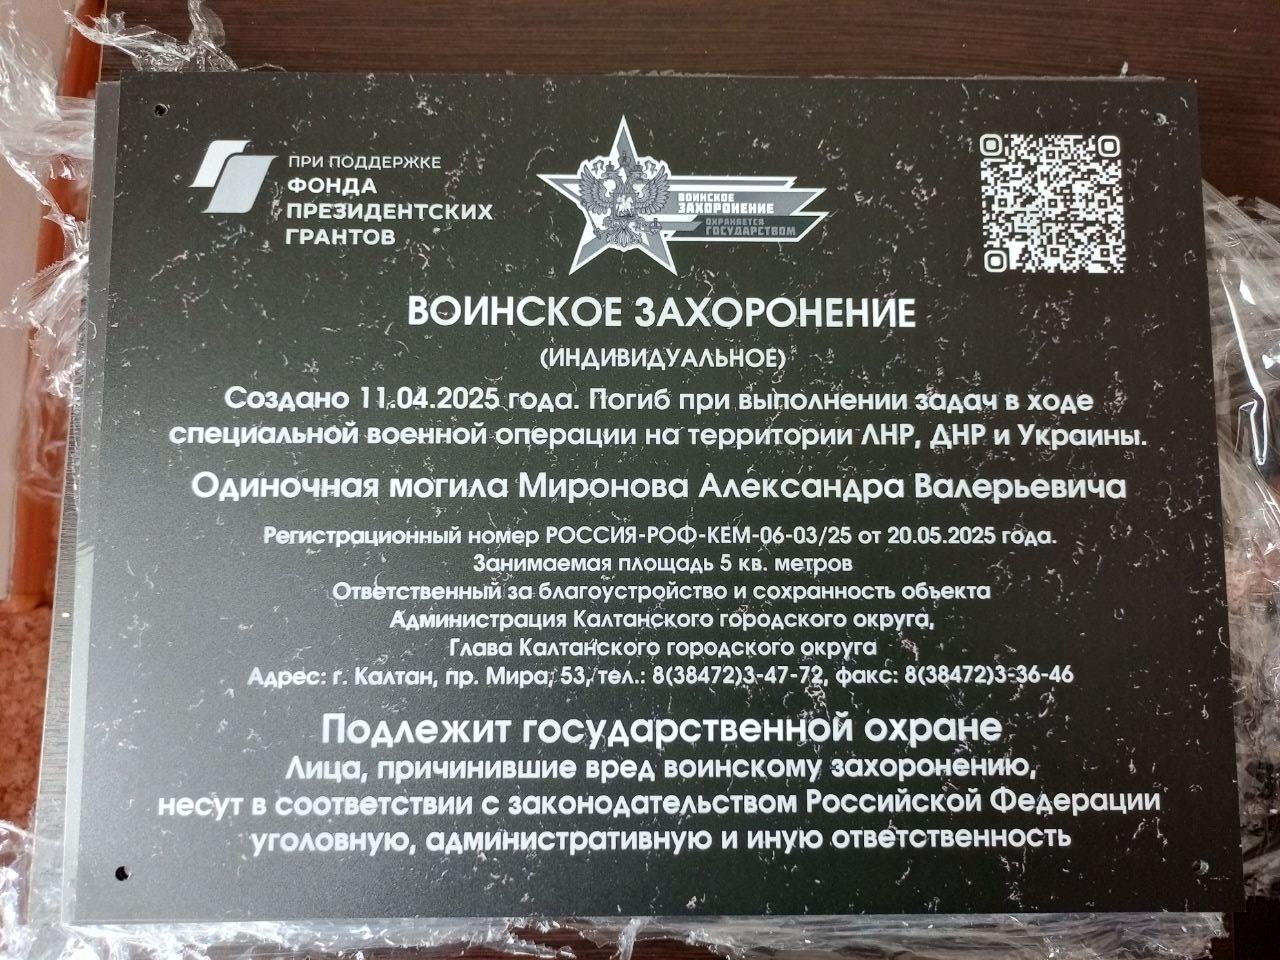 ПРИ ПОДДЕРЖКЕ
ФОНДА
ПРЕЗИДЕНТСКИХ
ГРАНТОВ
ВОИНСКОЕ
ЗАХОРОНЕНИЕ
ОХРАНЯЕТСЯ
ГОСУДАРСТВОМ
ВОИНСКОЕ ЗАХОРОНЕНИЕ
(ИНДИВИДУАЛЬНОЕ)
Создано 11.04.2025 года. Погиб при выполнении задач в ходе
специальной военной операции на территории ЛНР, ДНР и Украины.
Одиночная могила Миронова Александра Валерьевича
Регистрационный номер РОССИЯ-РОФ-КЕМ-06-03/25 от 20.05.2025 года.
Занимаемая площадь 5 кв. метров
Ответственный за благоустройство и сохранность объекта
Администрация Калтанского городского округа,
Глава Калтанского городского округа
Адрес: г. Калтан, пр. Мира, 53, тел.: 8(38472)3-47-72, факс: 8(38472)3-36-46
Подлежит государственной охране
Лица, причинившие вред воинскому захоронению,
несут в соответствии с законодательством Российской Федерации
уголовную, административную и иную ответственность